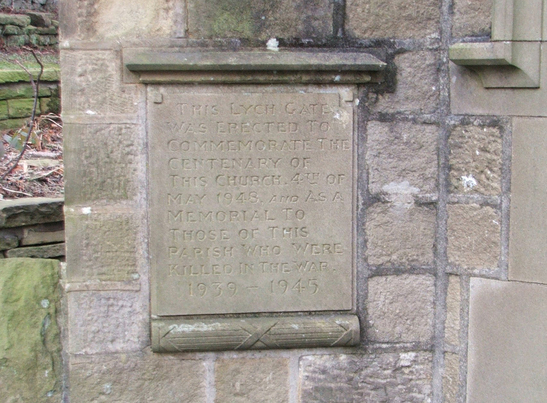 THIS LYCH GATE
WAS ERECTED TO
COMMEMORATE THE
CENTENARY OF
THIS CHURCH. 4TH OF
MAY 1948, AND AS A
MEMORIAL TO
THOSE OF THIS
PARISH WHO WERE
KILLED IN THE WAR.
1939 - 1945